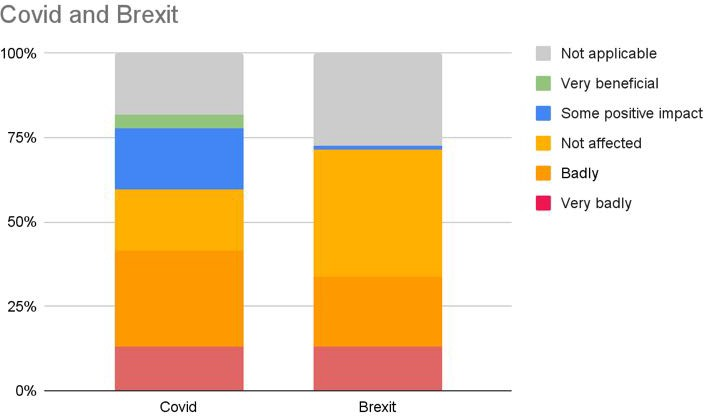 Covid and Brexit
100%
75%
50%
25%
0%
Covid
Brexit
Not applicable
Very beneficial
Some positive impact
Not affected
Badly
Very badly